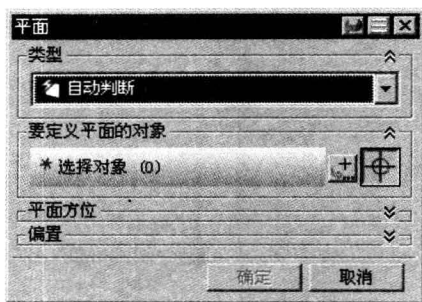 平面
类型
自动判断
要定义平面的对象
* 选择对象 (0)
平面方位
偏置
确定
取消